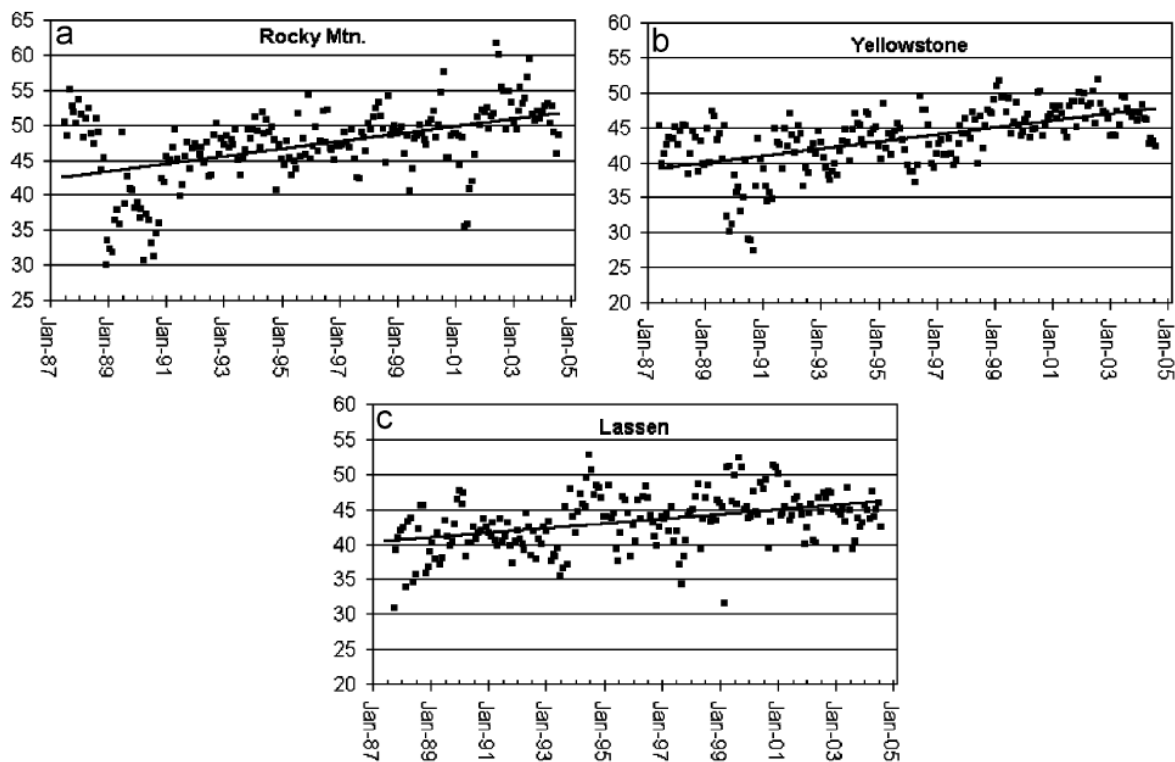 a
Rocky Mtn.
65
60
55
50
45
40
35
30
25
Jan-87
Jan-89
Jan-91
Jan-93
Jan-95
Jan-97
Jan-99
Jan-01
Jan-03
Jan-05
b
Yellowstone
60
55
50
45
40
35
30
25
20
Jan-87
Jan-89
Jan-91
Jan-93
Jan-95
Jan-97
Jan-99
Jan-01
Jan-03
Jan-05
c
Lassen
60
55
50
45
40
35
30
25
20
Jan-87
Jan-89
Jan-91
Jan-93
Jan-95
Jan-97
Jan-99
Jan-01
Jan-03
Jan-05